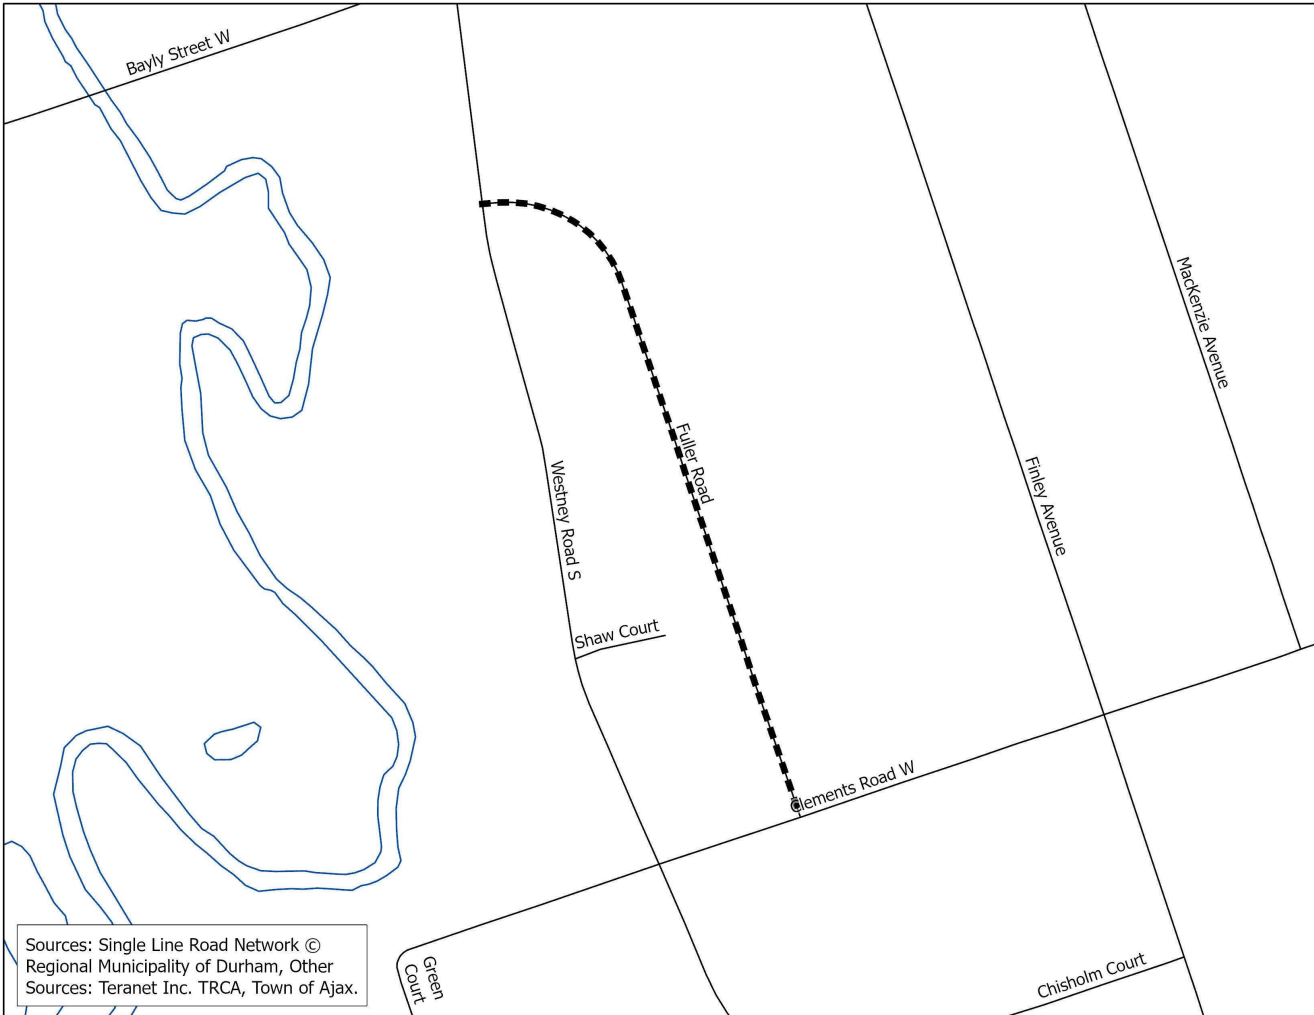 Bayly Street W
MacKenzie Avenue
Fuller Road
Finley Avenue
Westney Road S
Shaw Court
Clements Road W
Green
Court
Chisholm Court
Sources: Single Line Road Network ©
Regional Municipality of Durham, Other
Sources: Teranet Inc. TRCA, Town of Ajax.